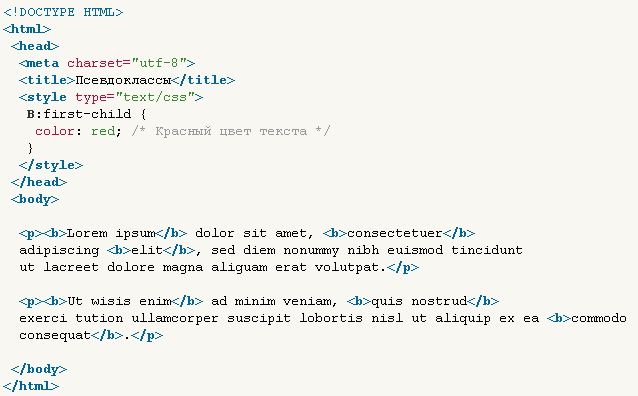 <!DOCTYPE HTML>
<html>
<head>
<meta charset="utf-8">
<title>Псевдоклассы</title>
<style type="text/css">
B:first-child {
color: red; /* Красный цвет текста */
}
</style>
</head>
<body>
<p><b>Lorem ipsum</b> dolor sit amet, <b>consectetuer</b>
adipiscing <b>elit</b>, sed diem nonummy nibh euismod tincidunt
ut lacreet dolore magna aliguam erat volutpat.</p>
<p><b>Ut wisis enim</b> ad minim veniam, <b>quis nostrud</b>
exerci tution ullamcorper suscipit lobortis nisl ut aliquip ex ea <b>commodo
consequat</b>.</p>
</body>
</html>